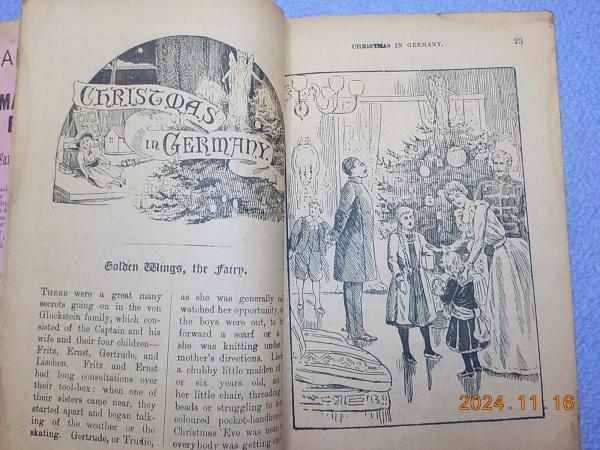 CHRISTMAS
in GERMANY.
Golden Wings, the Fairy.
THERE were a great many
secrets going on in the von
Gluckstein family, which con-
sisted of the Captain and his
wife and their four children—
Fritz, Ernst, Gertrude, and
Lischen. Fritz and Ernst
had long consultations over
their tool-box: when one of
their sisters came near, they
started apart and began talk-
ing of the weather or the
skating. Gertrude, or Trudie,
as she was generally
watched her opportunity,
the boys were out, to
forward a scarf or a
she was knitting under
mother's directions.
a chubby little maiden of
or six years old,
her little chair, threading
beads or struggling to
coloured pocket-handker
Christmas Eve was near,
everybody was getting
CHRISTMAS IN GERMANY.
23
2024.11.16